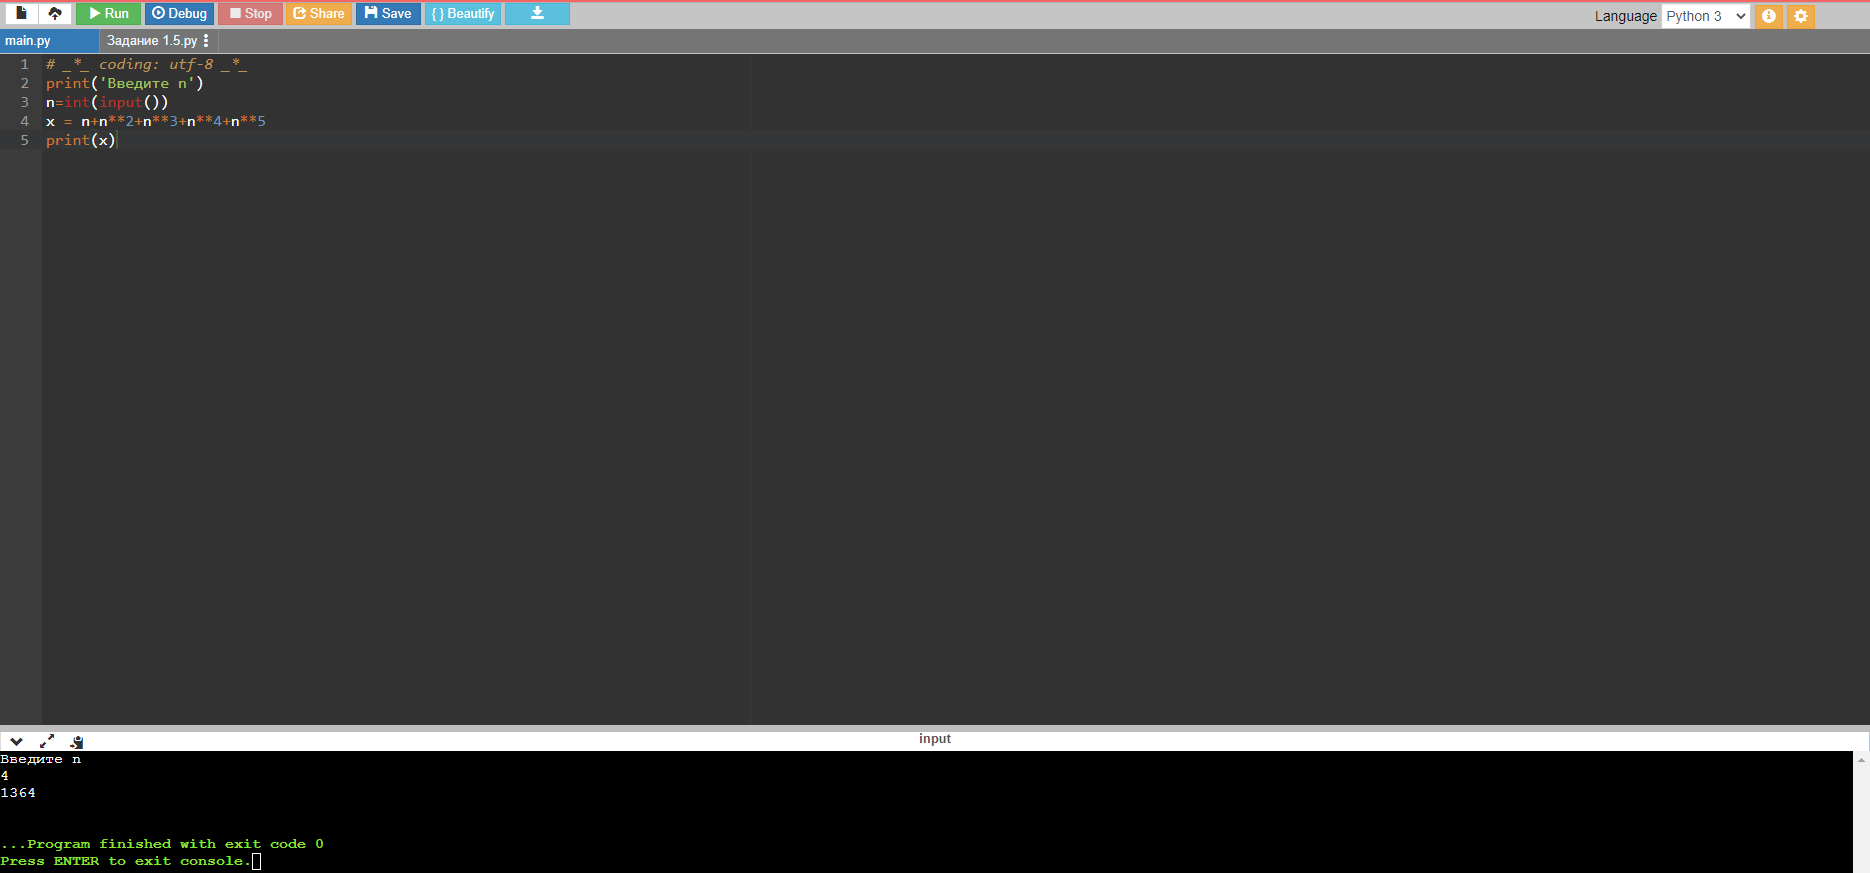 Run Debug Stop Share Save { } Beautify
Language Python 3
main.py Задание 1.5.py
1 # _*_ coding: utf-8 _*_
2 print('Введите n')
3 n=int(input())
4 x = n+n**2+n**3+n**4+n**5
5 print(x)
input
Введите n
4
1364
...Program finished with exit code 0
Press ENTER to exit console.